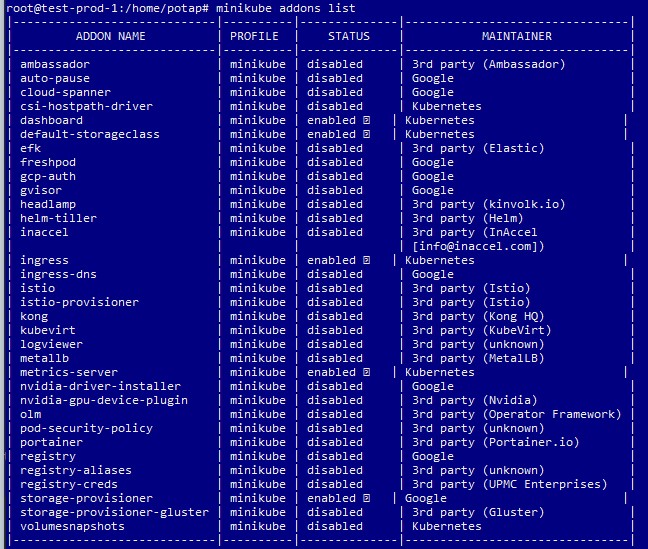 root@test-prod-1:/home/potap# minikube addons list
|-----------------------------|----------|--------------|--------------------------------|
| ADDON NAME | PROFILE | STATUS | MAINTAINER |
|-----------------------------|----------|--------------|--------------------------------|
| ambassador | minikube | disabled | 3rd party (Ambassador) |
| auto-pause | minikube | disabled | Google |
| cloud-spanner | minikube | disabled | Google |
| csi-hostpath-driver | minikube | disabled | Kubernetes |
| dashboard | minikube | enabled | Kubernetes |
| default-storageclass | minikube | enabled | Kubernetes |
| efk | minikube | disabled | 3rd party (Elastic) |
| freshpod | minikube | disabled | Google |
| gcp-auth | minikube | disabled | Google |
| gvisor | minikube | disabled | Google |
| headlamp | minikube | disabled | 3rd party (kinvolk.io) |
| helm-tiller | minikube | disabled | 3rd party (Helm) |
| inaccel | minikube | disabled | 3rd party (InAccel |
| | | | [info@inaccel.com]) |
| ingress | minikube | enabled | Kubernetes |
| ingress-dns | minikube | disabled | Google |
| istio | minikube | disabled | 3rd party (Istio) |
| istio-provisioner | minikube | disabled | 3rd party (Istio) |
| kong | minikube | disabled | 3rd party (Kong HQ) |
| kubevirt | minikube | disabled | 3rd party (KubeVirt) |
| logviewer | minikube | disabled | 3rd party (unknown) |
| metallb | minikube | disabled | 3rd party (MetalLB) |
| metrics-server | minikube | enabled | Kubernetes |
| nvidia-driver-installer | minikube | disabled | Google |
| nvidia-gpu-device-plugin | minikube | disabled | 3rd party (Nvidia) |
| olm | minikube | disabled | 3rd party (Operator Framework) |
| pod-security-policy | minikube | disabled | 3rd party (unknown) |
| portainer | minikube | disabled | 3rd party (Portainer.io) |
| registry | minikube | disabled | Google |
| registry-aliases | minikube | disabled | 3rd party (unknown) |
| registry-creds | minikube | disabled | 3rd party (UPMC Enterprises) |
| storage-provisioner | minikube | enabled | Google |
| storage-provisioner-gluster | minikube | disabled | 3rd party (Gluster) |
| volumesnapshots | minikube | disabled | Kubernetes |
|-----------------------------|----------|--------------|--------------------------------|